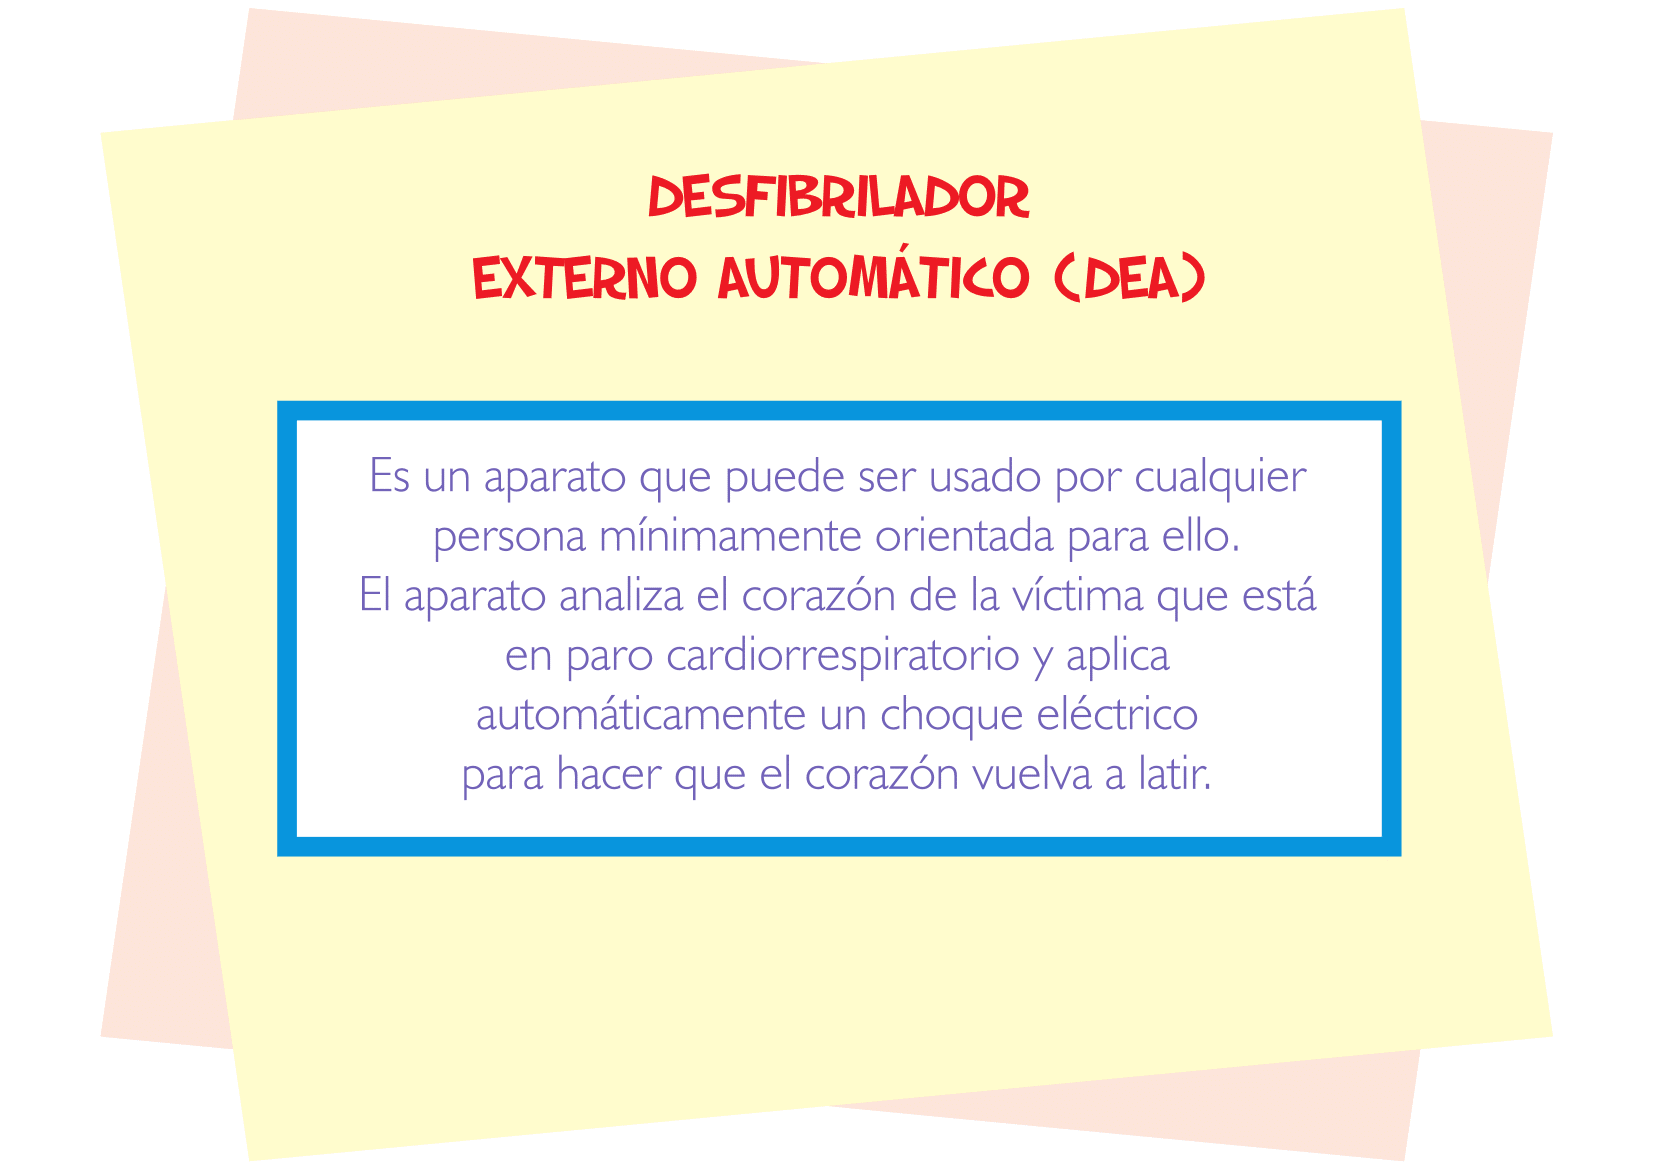 DESFIBRILADOR
EXTERNO AUTOMÁTICO (DEA)
Es un aparato que puede ser usado por cualquier
persona mínimamente orientada para ello.
El aparato analiza el corazón de la víctima que está
en paro cardiorrespiratorio y aplica
automáticamente un choque eléctrico
para hacer que el corazón vuelva a latir.